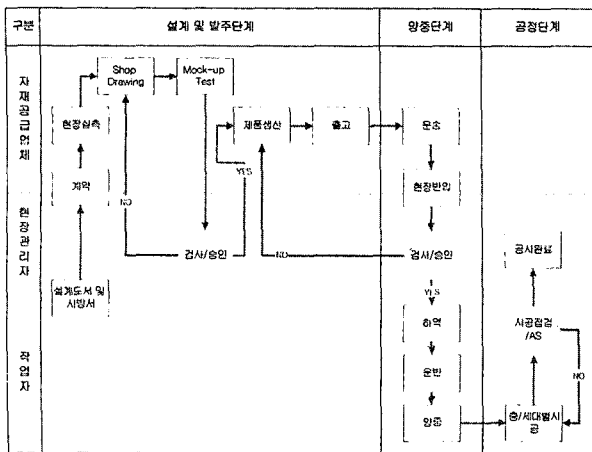 구분
설계 및 발주단계
양중단계
공정단계
자재공급업체
현장관리자
작업자
Shop
Drawing
Mock-up
Test
현장실측
계약
설계도서 및
시방서
NO
검사/승인
YES
제품생산
출고
운송
현장반입
NO
검사/승인
YES
하역
운반
양중
공사완료
시공점검
/AS
NO
층/세대별시
공